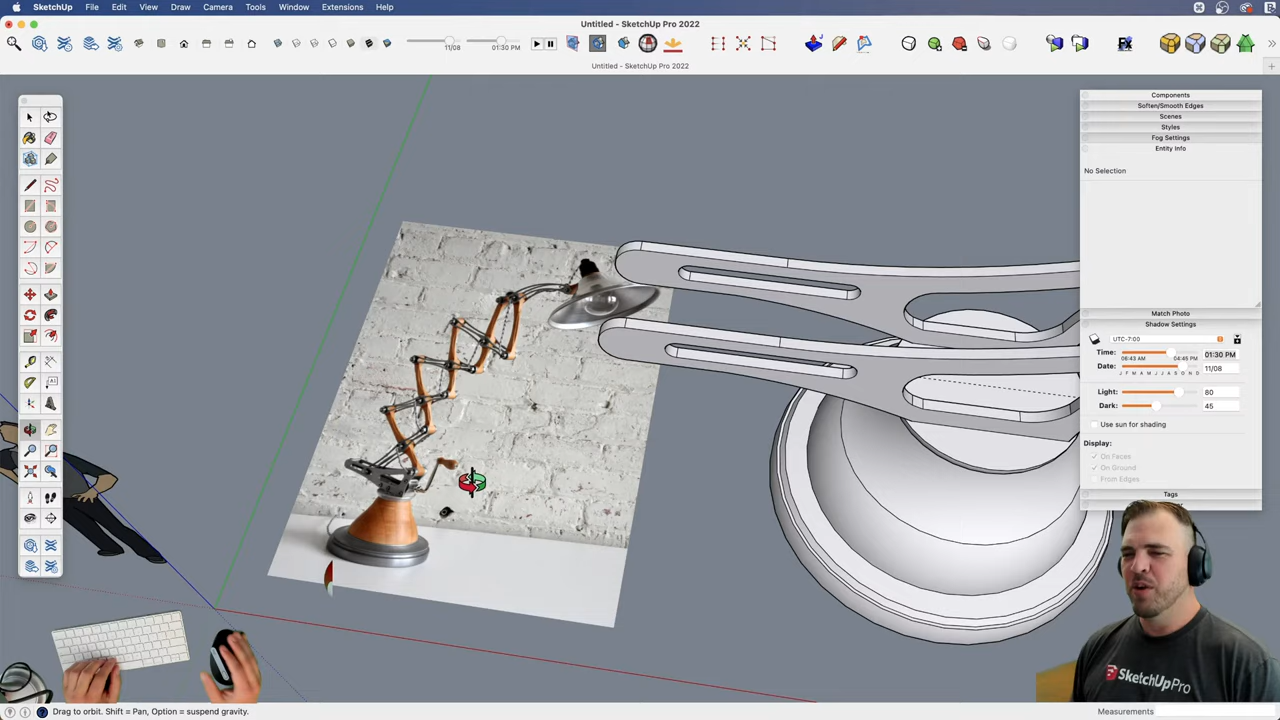 SketchUp File Edit View Draw Camera Tools Window Extensions Help
Untitled - SketchUp Pro 2022
11/08 01:30 PM
Untitled - SketchUp Pro 2022
Components
Soften/Smooth Edges
Scenes
Styles
Fog Settings
Entity Info
No Selection
Match Photo
Shadow Settings
UTC-7:00
Time: 01:30 PM
06:43 AM 04:45 PM
Date: 11/08
J F M A M J J A S O N D
Light: 80
Dark: 45
Use sun for shading
Display:
On Faces
On Ground
From Edges
Tags
SketchUpPro
Drag to orbit. Shift = Pan, Option = suspend gravity.
Measurements